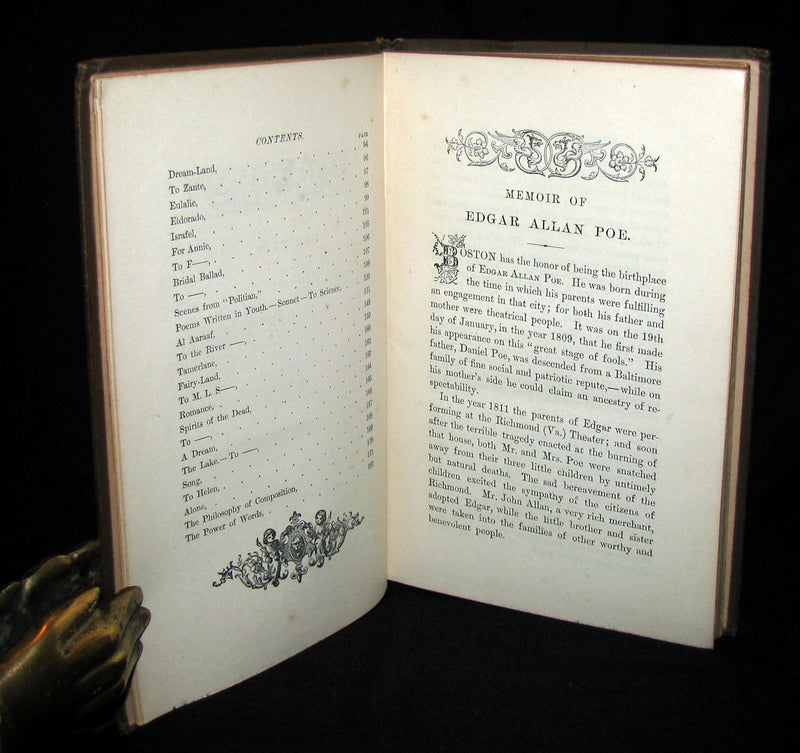 CONTENTS.
PAGE
Dream-Land, 94
To Zante, 96
Eulalie, 97
Eldorado, 98
Israfel, 99
For Annie,
To F——,
Bridal Ballad,
To ——,
Scenes from "Politian,"
Poems Written in Youth.—Sonnet—To Science,
Al Aaraaf,
To the River ——,
Tamerlane,
Fairy-Land,
To M. L. S——,
Romance,
Spirits of the Dead,
To ——,
A Dream,
The Lake.—To ——,
Song,
To Helen,
Alone,
The Philosophy of Composition,
The Power of Words,
MEMOIR OF
EDGAR ALLAN POE.
BOSTON has the honor of being the birthplace
of EDGAR ALLAN POE. He was born during
the time in which his parents were fulfilling
an engagement in that city; for both his father and
mother were theatrical people. It was on the 19th
day of January, in the year 1809, that he first made
his appearance on this "great stage of fools." His
father, Daniel Poe, was descended from a Baltimore
family of fine social and patriotic repute,—while on
his mother's side he could claim an ancestry of re-
spectability.
In the year 1811 the parents of Edgar were per-
forming at the Richmond (Va.) Theater; and soon
after the terrible tragedy enacted at the burning of
that house, both Mr. and Mrs. Poe were snatched
away from their three little children by untimely
but natural deaths. The sad bereavement of the
children excited the sympathy of the citizens of
Richmond. Mr. John Allan, a very rich merchant,
adopted Edgar, while the little brother and sister
were taken into the families of other worthy and
benevolent people.